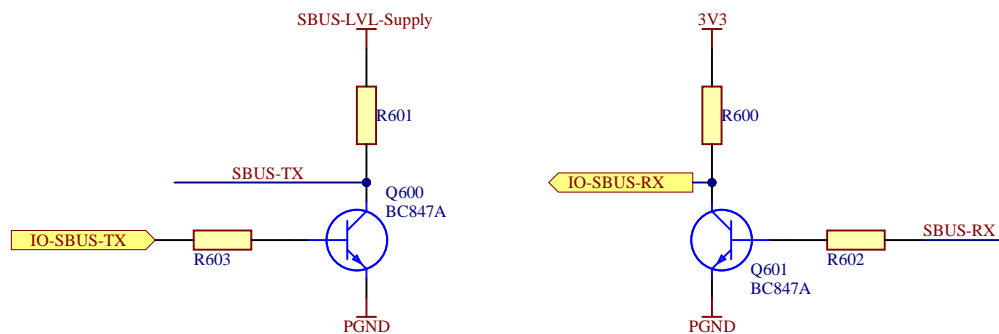 SBUS-LVL-Supply
3V3
R601
R600
SBUS-TX
IO-SBUS-RX
Q600
BC847A
IO-SBUS-TX
SBUS-RX
R603
R602
Q601
BC847A
PGND
PGND